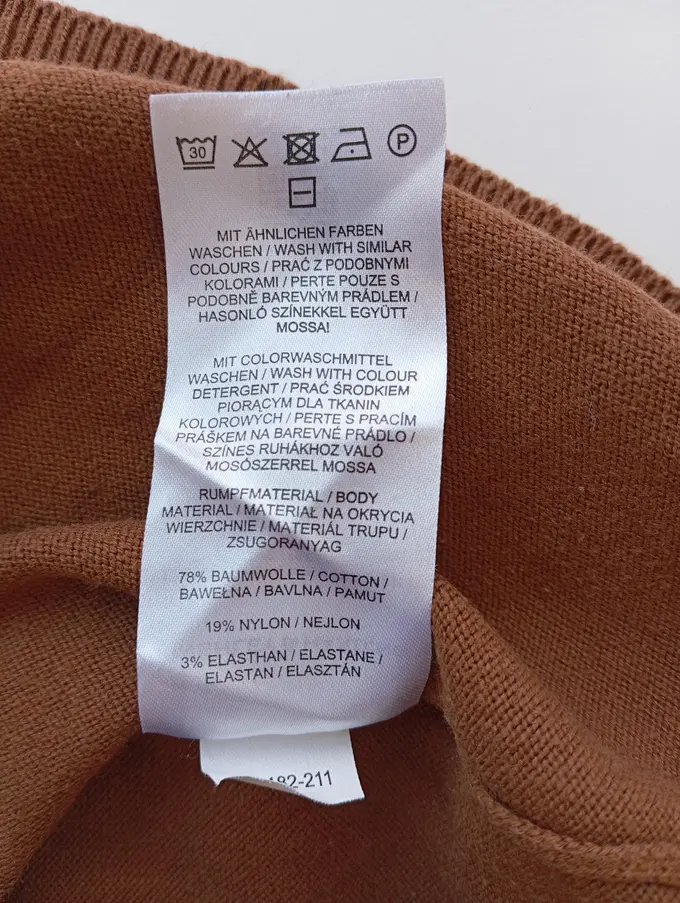 30 P
MIT ÄHNLICHEN FARBEN
WASCHEN / WASH WITH SIMILAR
COLOURS / PRAĆ Z PODOBNYMI
KOLORAMI / PERTE POUZE S
PODOBNĚ BAREVNÝM PRÁDLEM /
HASONLÓ SZÍNEKKEL EGYÜTT
MOSSA!
MIT COLORWASCHMITTEL
WASCHEN / WASH WITH COLOUR
DETERGENT / PRAĆ ŚRODKIEM
PIORĄCYM DLA TKANIN
KOLOROWYCH / PERTE S PRACÍM
PRÁŠKEM NA BAREVNÉ PRÁDLO /
SZÍNES RUHÁKHOZ VALÓ
MOSÓSZERREL MOSSA
RUMPFMATERIAL / BODY
MATERIAL / MATERIAŁ NA OKRYCIA
WIERZCHNIE / MATERIÁL TRUPU /
ZSUGORANYAG
78% BAUMWOLLE / COTTON /
BAWEŁNA / BAVLNA / PAMUT
19% NYLON / NEJLON
3% ELASTHAN / ELASTANE /
ELASTAN / ELASZTÁN
182-211